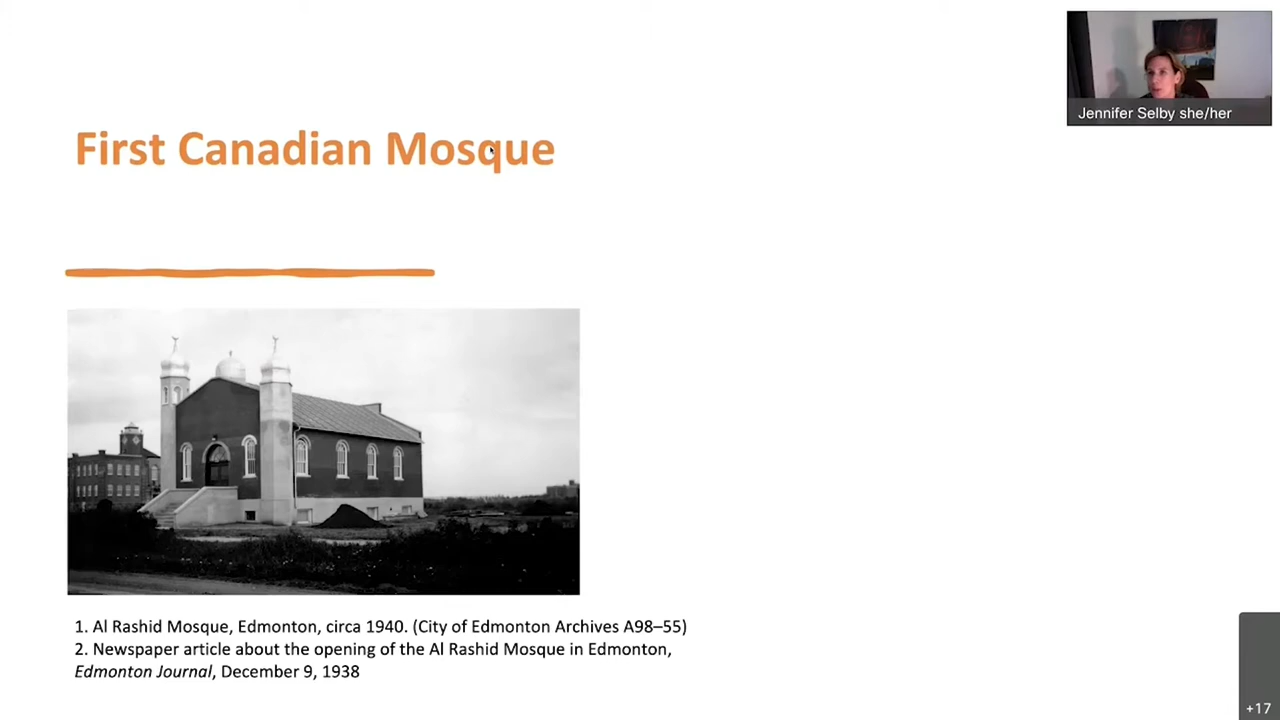 First Canadian Mosque
Jennifer Selby she/her
1. Al Rashid Mosque, Edmonton, circa 1940. (City of Edmonton Archives A98–55)
2. Newspaper article about the opening of the Al Rashid Mosque in Edmonton,
Edmonton Journal, December 9, 1938
+17